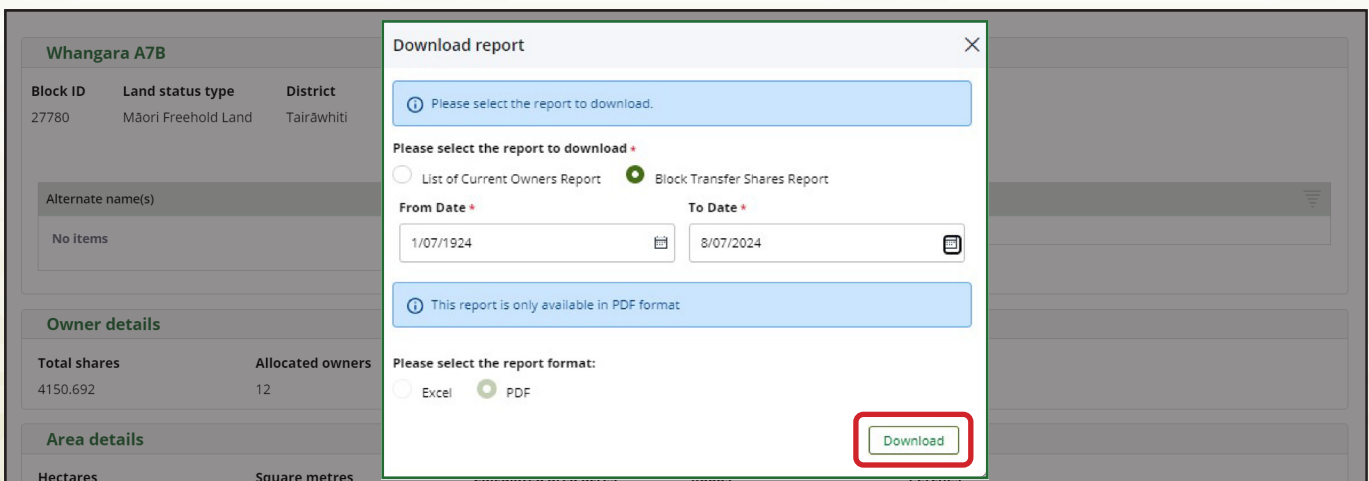 Whangara A7B
Block ID Land status type District
27780 Māori Freehold Land Tairāwhiti
Alternate name(s)
No items
Owner details
Total shares Allocated owners
4150.692 12
Area details
Hectares Square metres
Download report
Please select the report to download.
Please select the report to download *
List of Current Owners Report Block Transfer Shares Report
From Date * To Date *
1/07/1924 8/07/2024
This report is only available in PDF format
Please select the report format:
Excel PDF
Download